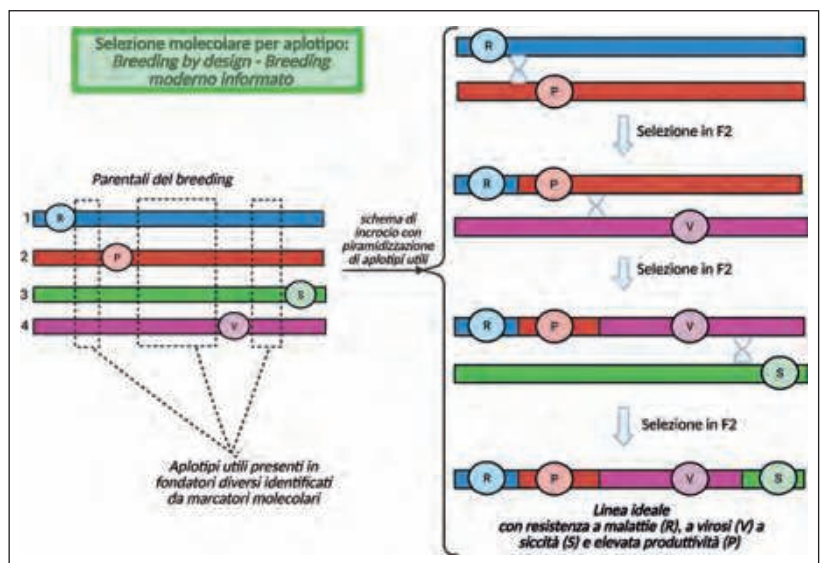 Selezione molecolare per aplotipo:
Breeding by design - Breeding
moderno informato
Parentali del breeding
1
R
2
P
3
S
4
V
Aplotipi utili presenti in
fondatori diversi identificati
da marcatori molecolari
schema di
incrocio con
piramidizzazione
di aplotipi utili
R
P
Selezione in F2
R P
V
Selezione in F2
R P V
S
Selezione in F2
R P V S
Linea ideale
con resistenza a malattie (R), a virosi (V) a
siccità (S) e elevata produttività (P)